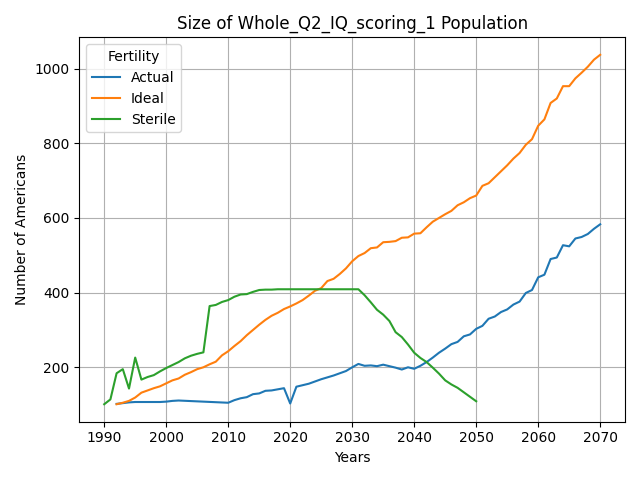 Size of Whole_Q2_IQ_scoring_1 Population
Fertility
Actual
Ideal
Sterile
Number of Americans
1000
800
600
400
200
1990 2000 2010 2020 2030 2040 2050 2060 2070
Years